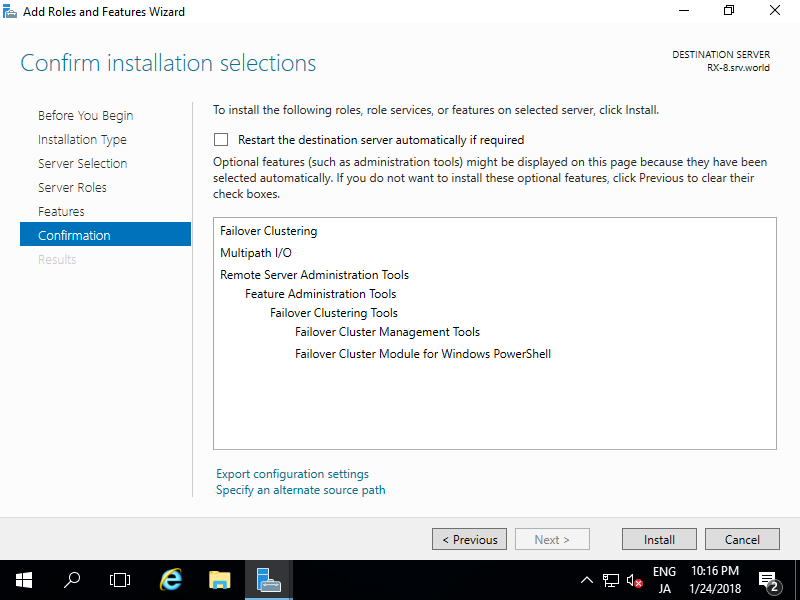 Add Roles and Features Wizard
Confirm installation selections
DESTINATION SERVER
RX-8.srv.world
Before You Begin
Installation Type
Server Selection
Server Roles
Features
Confirmation
Results
To install the following roles, role services, or features on selected server, click Install.
Restart the destination server automatically if required
Optional features (such as administration tools) might be displayed on this page because they have been
selected automatically. If you do not want to install these optional features, click Previous to clear their
check boxes.
Failover Clustering
Multipath I/O
Remote Server Administration Tools
Feature Administration Tools
Failover Clustering Tools
Failover Cluster Management Tools
Failover Cluster Module for Windows PowerShell
Export configuration settings
Specify an alternate source path
< Previous
Next >
Install
Cancel
ENG
JA
10:16 PM
1/24/2018
2